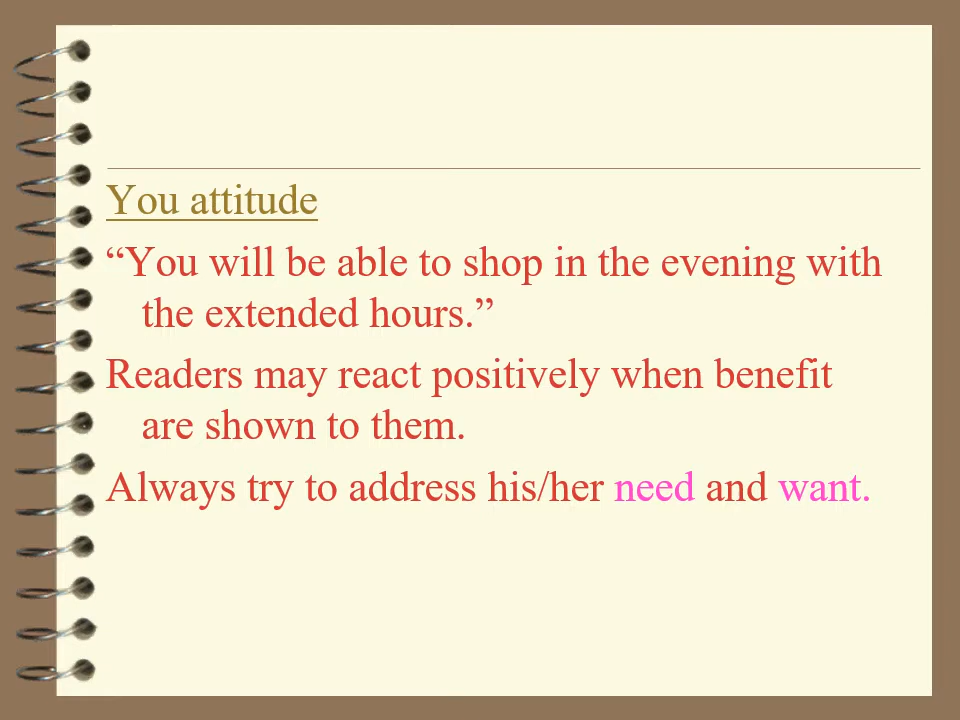 You attitude
“You will be able to shop in the evening with
the extended hours.”
Readers may react positively when benefit
are shown to them.
Always try to address his/her need and want.